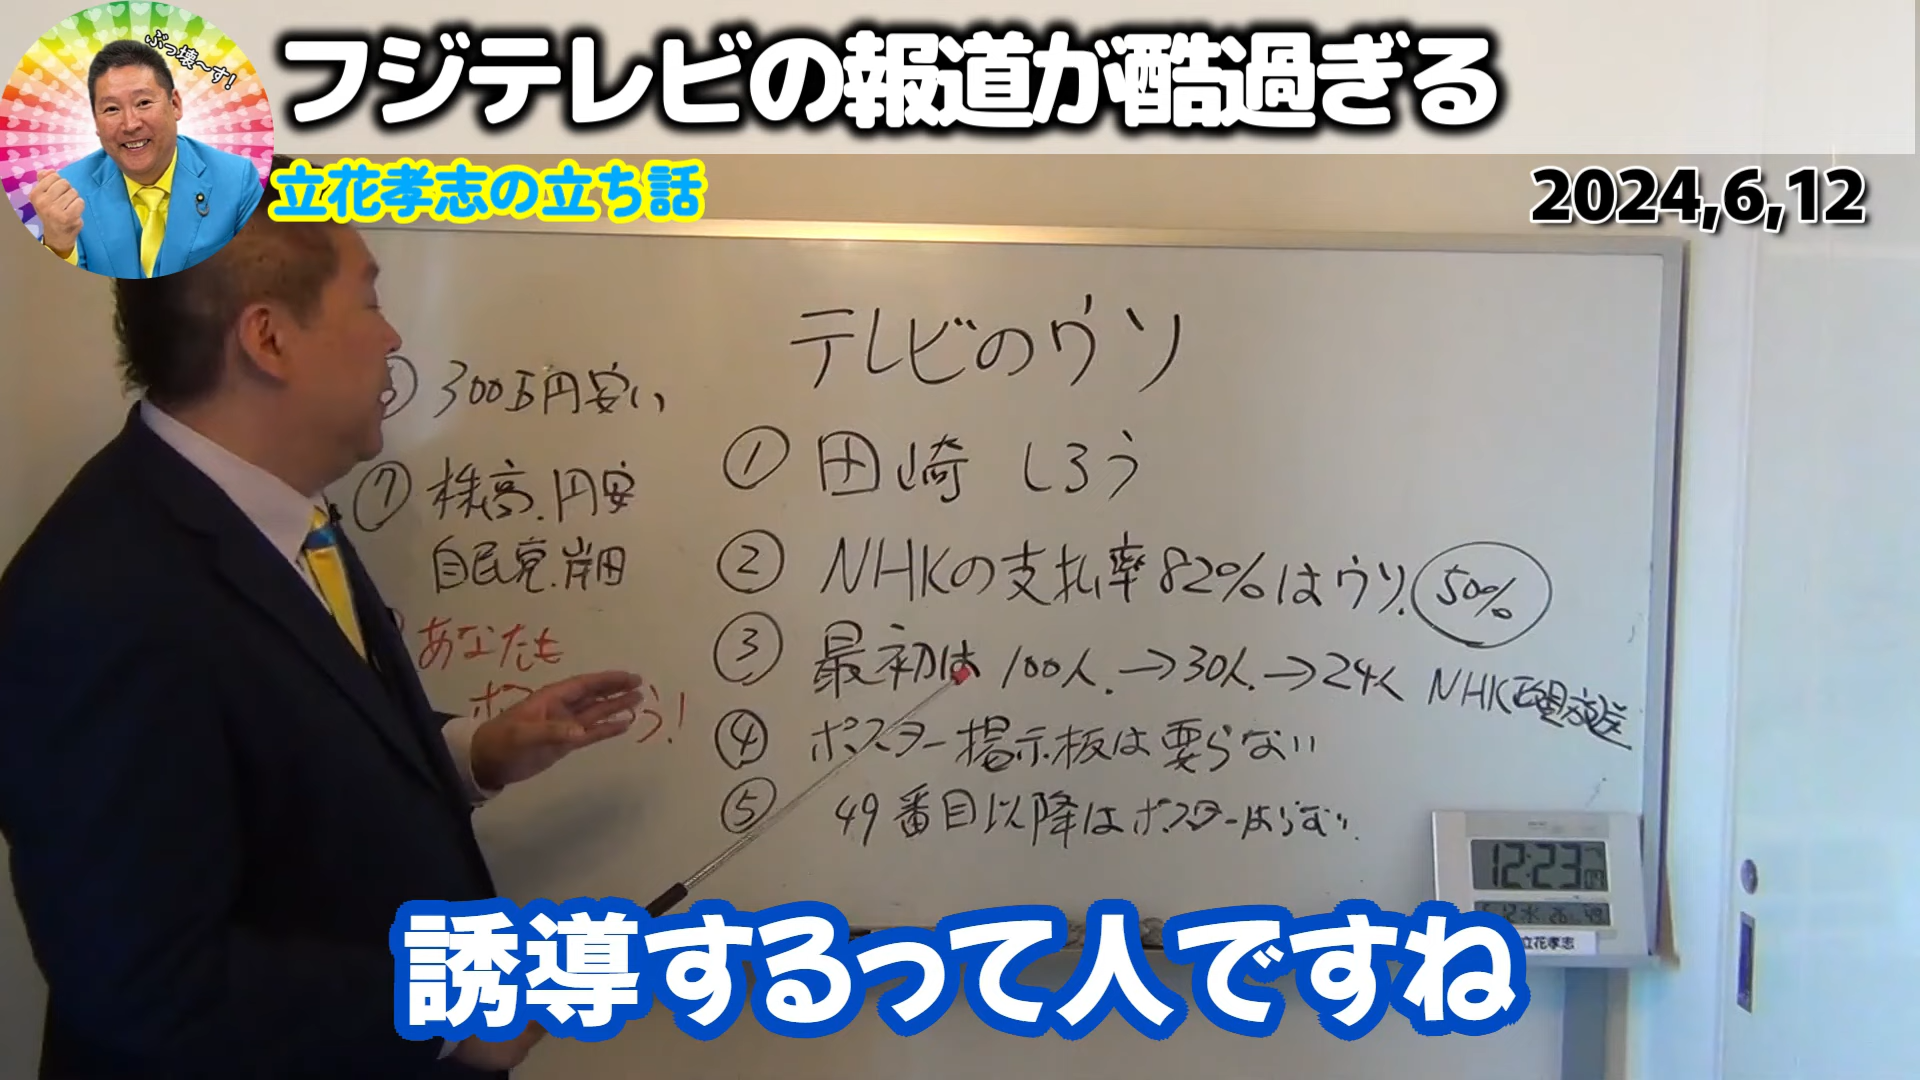 ぶっ壊〜す!
フジテレビの報道が酷過ぎる
立花孝志の立ち話
2024,6,12
テレビのウソ
① 田崎 しろう
② NHKの支払率82%はウソ. 50%
③ 最初は 100人.→30人.→24人 NHK政見放送
④ ポスター掲示板は要らない
⑤ 49番目以降はポスターはらない.
300万円安い
⑦ 株高.円安
自民党.岸田
あなたも
ポ う!
12:23
立花孝志
誘導するって人ですね